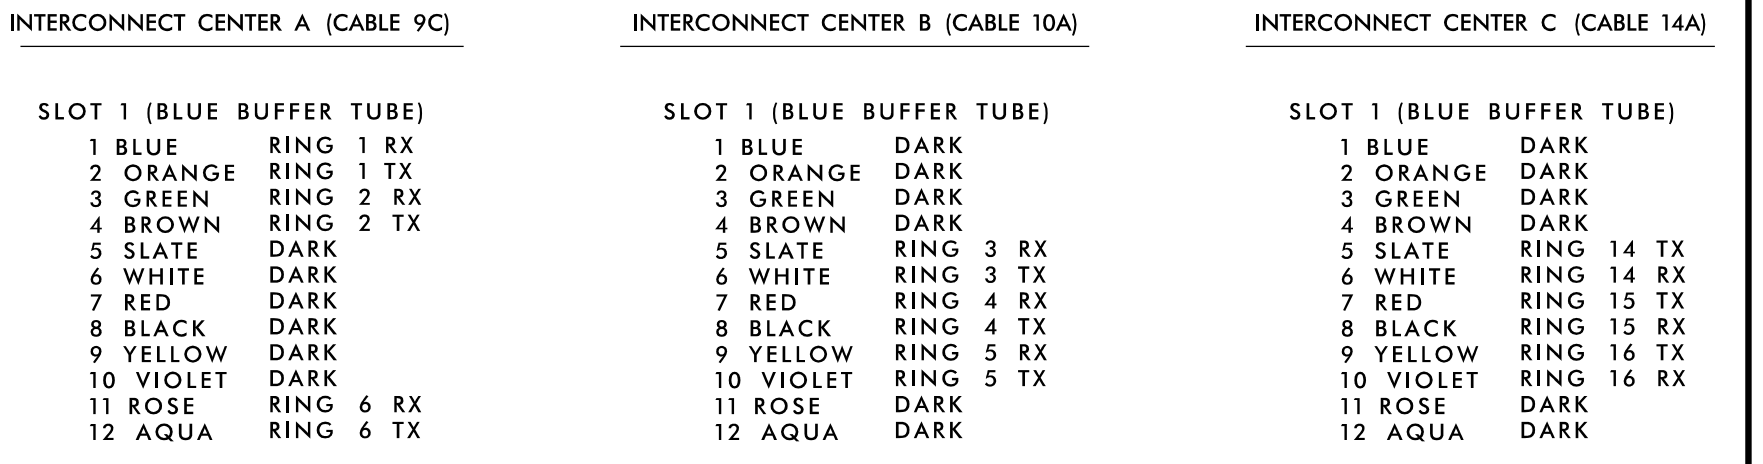 INTERCONNECT CENTER A (CABLE 9C)
SLOT 1 (BLUE BUFFER TUBE)
1 BLUE RING 1 RX
2 ORANGE RING 1 TX
3 GREEN RING 2 RX
4 BROWN RING 2 TX
5 SLATE DARK
6 WHITE DARK
7 RED DARK
8 BLACK DARK
9 YELLOW DARK
10 VIOLET DARK
11 ROSE RING 6 RX
12 AQUA RING 6 TX
INTERCONNECT CENTER B (CABLE 10A)
SLOT 1 (BLUE BUFFER TUBE)
1 BLUE DARK
2 ORANGE DARK
3 GREEN DARK
4 BROWN DARK
5 SLATE RING 3 RX
6 WHITE RING 3 TX
7 RED RING 4 RX
8 BLACK RING 4 TX
9 YELLOW RING 5 RX
10 VIOLET RING 5 TX
11 ROSE DARK
12 AQUA DARK
INTERCONNECT CENTER C (CABLE 14A)
SLOT 1 (BLUE BUFFER TUBE)
1 BLUE DARK
2 ORANGE DARK
3 GREEN DARK
4 BROWN DARK
5 SLATE RING 14 TX
6 WHITE RING 14 RX
7 RED RING 15 TX
8 BLACK RING 15 RX
9 YELLOW RING 16 TX
10 VIOLET RING 16 RX
11 ROSE DARK
12 AQUA DARK